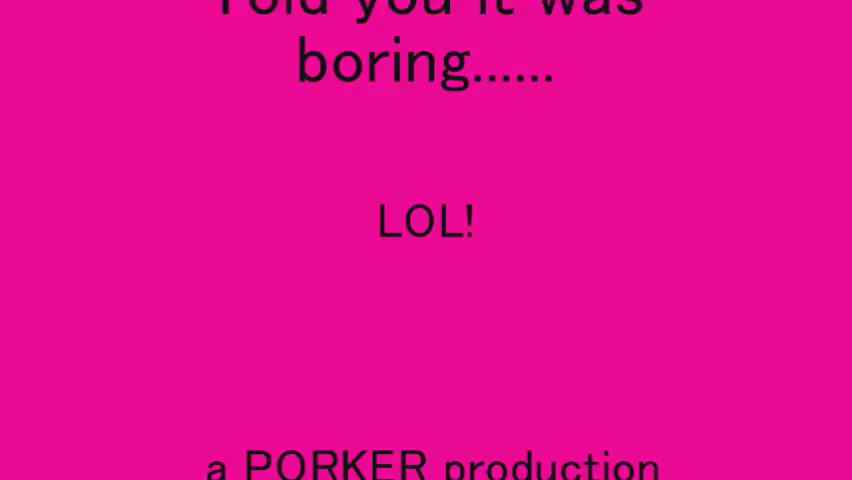 Told you it was
boring......
LOL!
a PORKER production